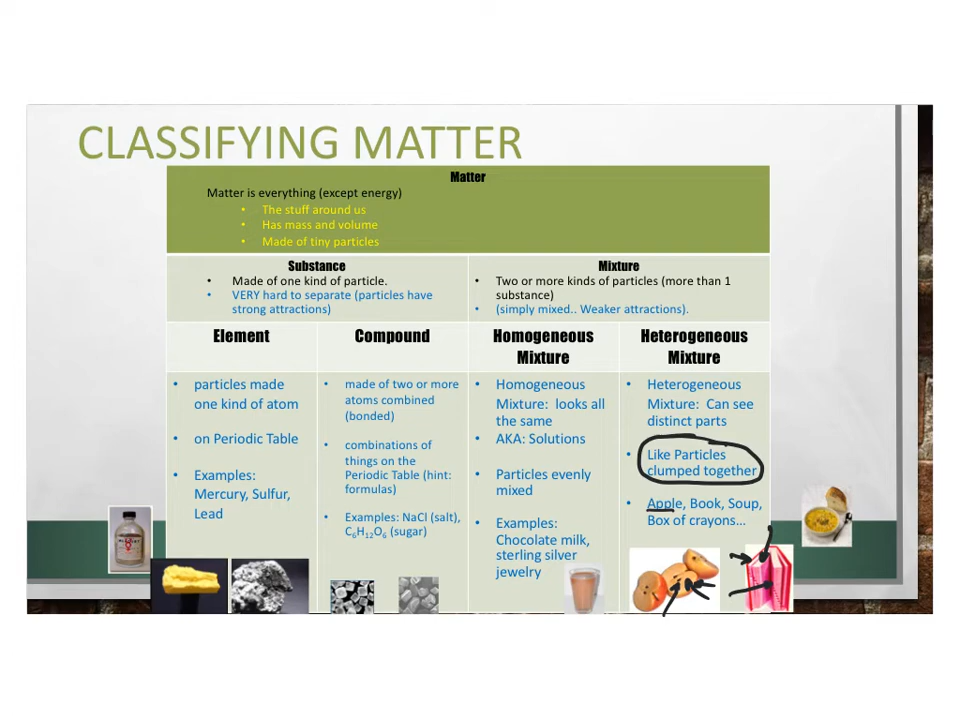 CLASSIFYING MATTER
Matter
Matter is everything (except energy)
• The stuff around us
• Has mass and volume
• Made of tiny particles
Substance
• Made of one kind of particle.
• VERY hard to separate (particles have
strong attractions)
Mixture
• Two or more kinds of particles (more than 1
substance)
• (simply mixed.. Weaker attractions).
Element
Compound
Homogeneous
Mixture
Heterogeneous
Mixture
• particles made
one kind of atom
• on Periodic Table
• Examples:
Mercury, Sulfur,
Lead
• made of two or more
atoms combined
(bonded)
• combinations of
things on the
Periodic Table (hint:
formulas)
• Examples: NaCl (salt),
C₆H₁₂O₆ (sugar)
• Homogeneous
Mixture: looks all
the same
• AKA: Solutions
• Particles evenly
mixed
• Examples:
Chocolate milk,
sterling silver
jewelry
• Heterogeneous
Mixture: Can see
distinct parts
• Like Particles
clumped together
• Apple, Book, Soup,
Box of crayons...